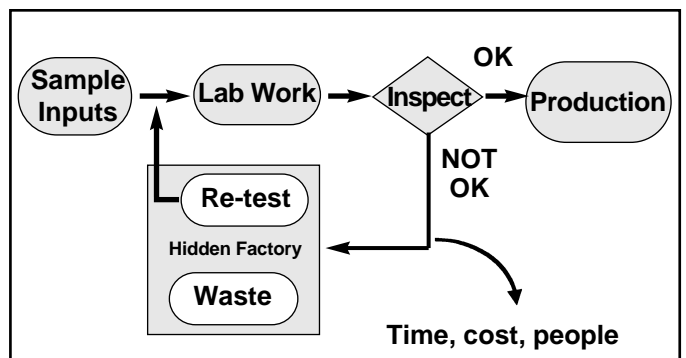 Sample
Inputs
Lab Work
Inspect
OK
Production
NOT
OK
Re-test
Hidden Factory
Waste
Time, cost, people